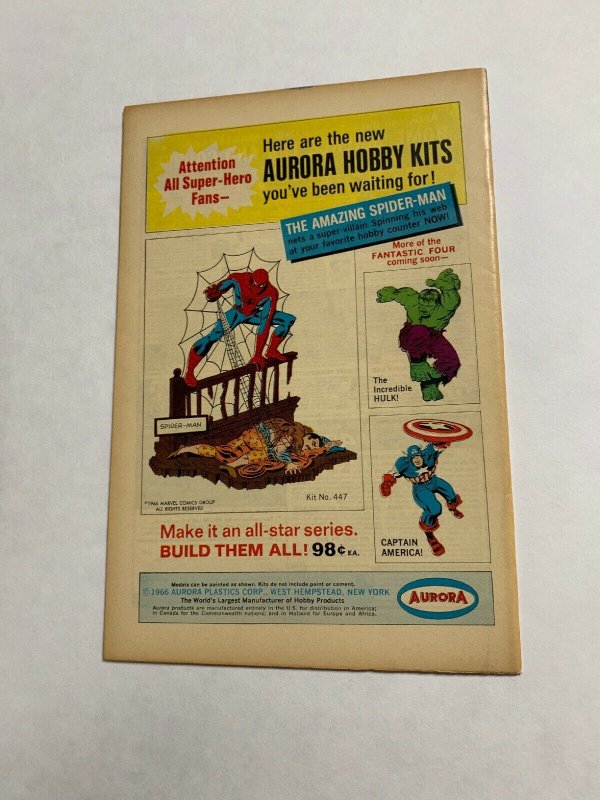 Attention
All Super-Hero
Fans—
Here are the new
AURORA HOBBY KITS
you've been waiting for!
THE AMAZING SPIDER-MAN
nets a super villain. Spinning his web
at your favorite hobby counter NOW!
More of the
FANTASTIC FOUR
coming soon—
SPIDER-MAN
Kit No. 447
©1966 MARVEL COMICS GROUP
ALL RIGHTS RESERVED
The
Incredible
HULK!
CAPTAIN
AMERICA!
Make it an all-star series.
BUILD THEM ALL! 98¢ EA.
Models can be painted as shown. Kits do not include paint or cement.
©1966 AURORA PLASTICS CORP., WEST HEMPSTEAD, NEW YORK
The World's Largest Manufacturer of Hobby Products
Aurora products are manufactured entirely in the U.S. for distribution in America;
in Canada for the Commonwealth nations; and in Holland for Europe and Africa.
AURORA